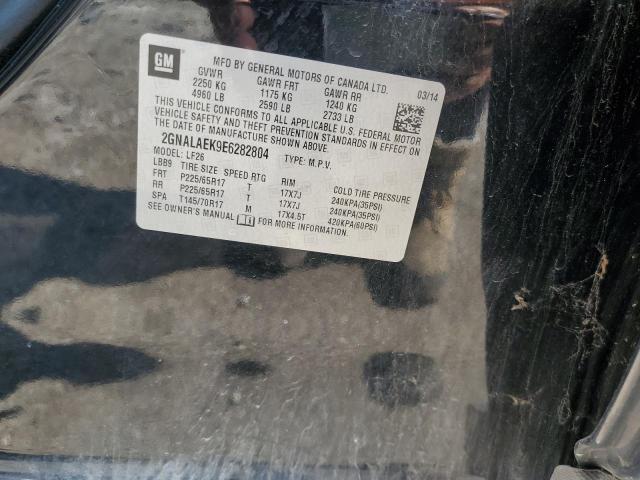 GM
MFD BY GENERAL MOTORS OF CANADA LTD. 03/14
GVWR GAWR FRT GAWR RR
2250 KG 1175 KG 1240 KG
4960 LB 2590 LB 2733 LB
THIS VEHICLE CONFORMS TO ALL APPLICABLE U.S. FEDERAL MOTOR
VEHICLE SAFETY AND THEFT PREVENTION STANDARDS IN EFFECT ON
THE DATE OF MANUFACTURE SHOWN ABOVE.
2GNALAEK9E6282804 TYPE: M.P.V.
MODEL: LF26
LBB9 TIRE SIZE SPEED RTG RIM COLD TIRE PRESSURE
FRT P225/65R17 T 17X7J 240KPA(35PSI)
RR P225/65R17 T 17X7J 240KPA(35PSI)
SPA T145/70R17 M 17X4.5T 420KPA(60PSI)
SEE OWNER'S MANUAL FOR MORE INFORMATION.